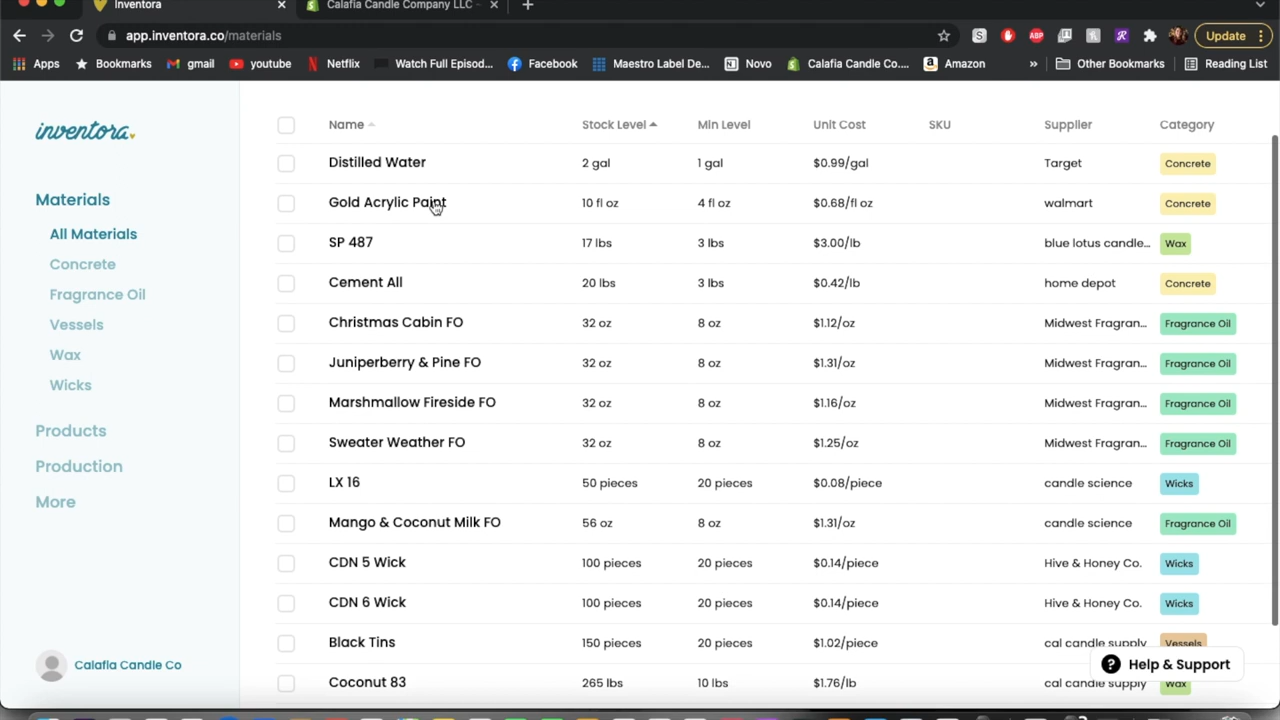 Inventora
Calafia Candle Company LLC
app.inventora.co/materials
Update
Apps Bookmarks gmail youtube Netflix Watch Full Episod... Facebook Maestro Label De... Novo Calafia Candle Co.... Amazon » Other Bookmarks Reading List
inventora
Materials
All Materials
Concrete
Fragrance Oil
Vessels
Wax
Wicks
Products
Production
More
Calafia Candle Co
Name Stock Level Min Level Unit Cost SKU Supplier Category
Distilled Water 2 gal 1 gal $0.99/gal Target Concrete
Gold Acrylic Paint 10 fl oz 4 fl oz $0.68/fl oz walmart Concrete
SP 487 17 lbs 3 lbs $3.00/lb blue lotus candle... Wax
Cement All 20 lbs 3 lbs $0.42/lb home depot Concrete
Christmas Cabin FO 32 oz 8 oz $1.12/oz Midwest Fragran... Fragrance Oil
Juniperberry & Pine FO 32 oz 8 oz $1.31/oz Midwest Fragran... Fragrance Oil
Marshmallow Fireside FO 32 oz 8 oz $1.16/oz Midwest Fragran... Fragrance Oil
Sweater Weather FO 32 oz 8 oz $1.25/oz Midwest Fragran... Fragrance Oil
LX 16 50 pieces 20 pieces $0.08/piece candle science Wicks
Mango & Coconut Milk FO 56 oz 8 oz $1.31/oz candle science Fragrance Oil
CDN 5 Wick 100 pieces 20 pieces $0.14/piece Hive & Honey Co. Wicks
CDN 6 Wick 100 pieces 20 pieces $0.14/piece Hive & Honey Co. Wicks
Black Tins 150 pieces 20 pieces $1.02/piece cal candle supply Vessels
Coconut 83 265 lbs 10 lbs $1.76/lb cal candle supply Wax
? Help & Support